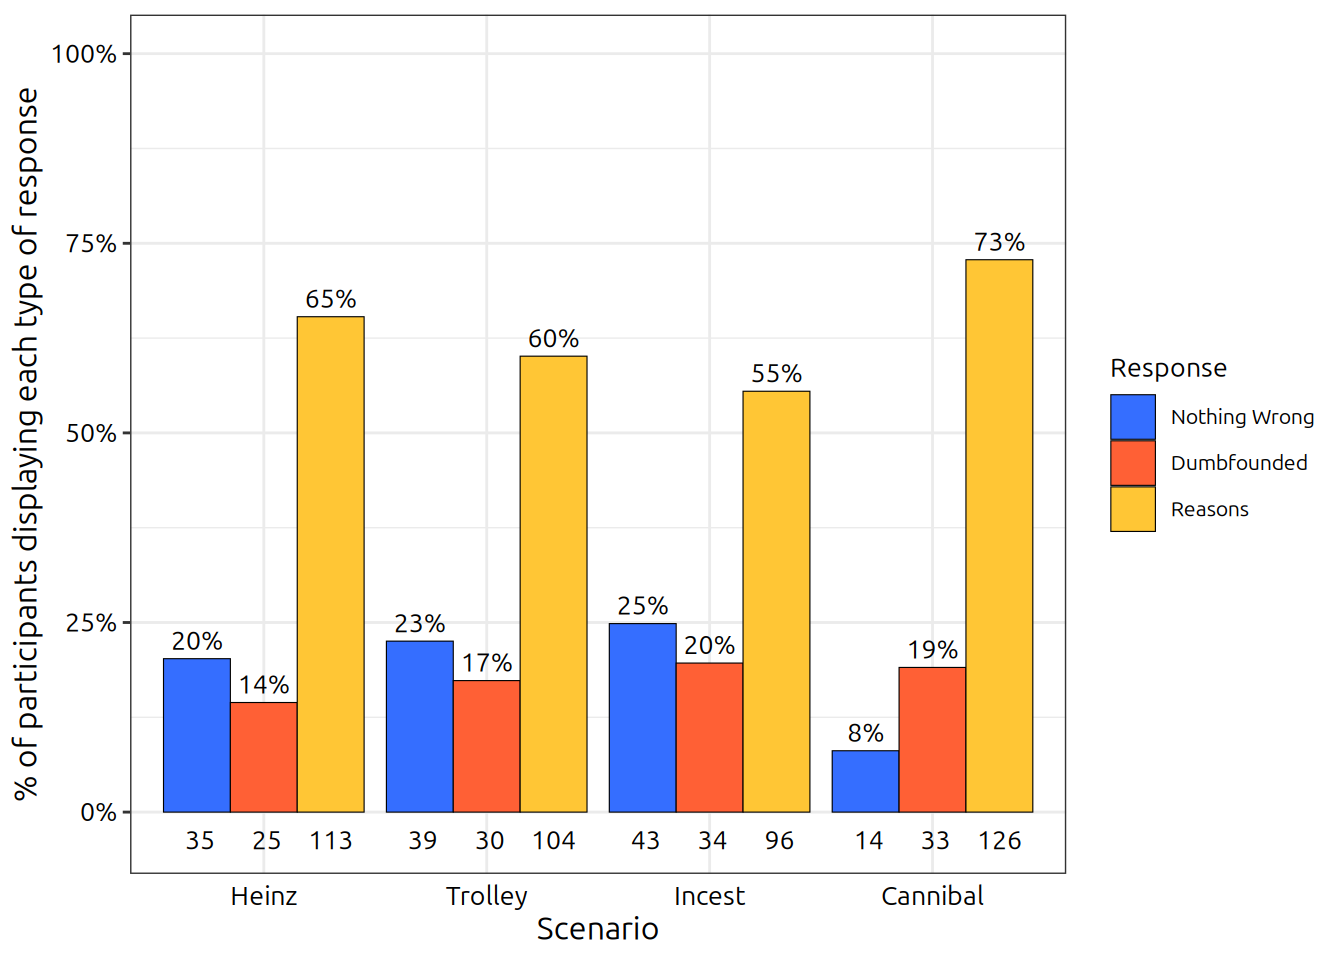 % of participants displaying each type of response
100%
75%
50%
25%
0%
20%
14%
65%
23%
17%
60%
25%
20%
55%
8%
19%
73%
35 25 113 39 30 104 43 34 96 14 33 126
Heinz Trolley Incest Cannibal
Scenario
Response
Nothing Wrong
Dumbfounded
Reasons